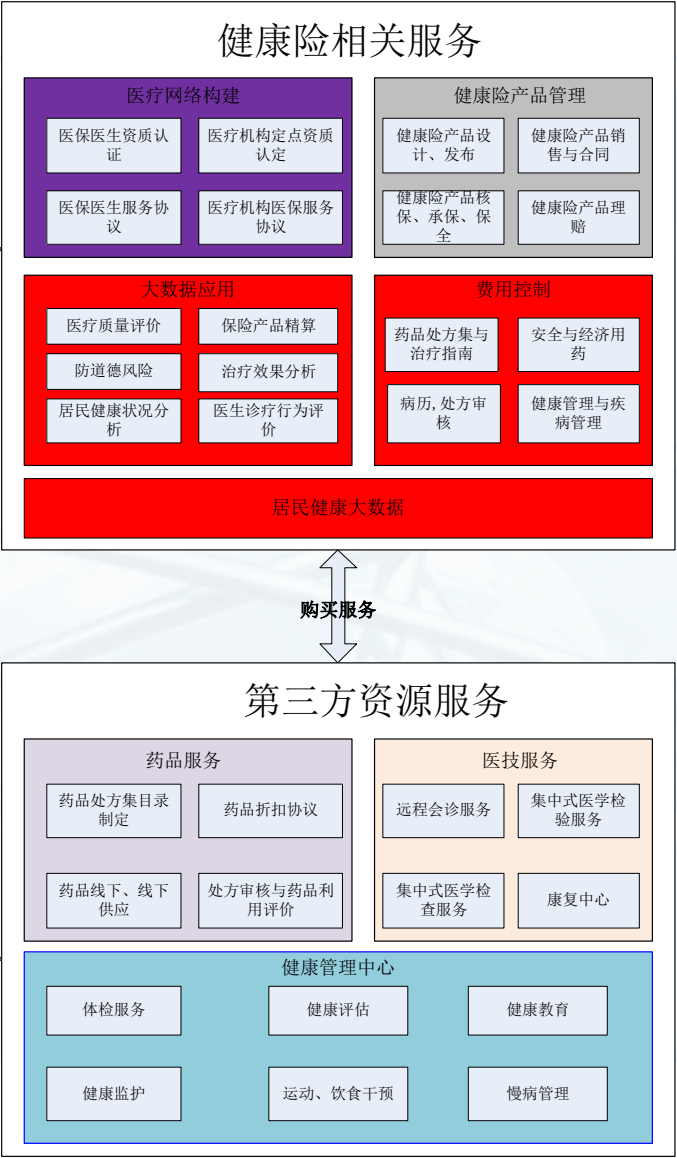 健康险相关服务
医疗网络构建
医保医生资质认
证
医疗机构定点资质
认定
医保医生服务协
议
医疗机构医保服务
协议
健康险产品管理
健康险产品设
计、发布
健康险产品销
售与合同
健康险产品核
保、承保、保
全
健康险产品理
赔
大数据应用
医疗质量评价
保险产品精算
防道德风险
治疗效果分析
居民健康状况分
析
医生诊疗行为评
价
费用控制
药品处方集与
治疗指南
安全与经济用
药
病历,处方审
核
健康管理与疾
病管理
居民健康大数据
购买服务
第三方资源服务
药品服务
药品处方集目录
制定
药品折扣协议
药品线下、线下
供应
处方审核与药品利
用评价
医技服务
远程会诊服务
集中式医学检
验服务
集中式医学检
查服务
康复中心
健康管理中心
体检服务
健康评估
健康教育
健康监护
运动、饮食干预
慢病管理